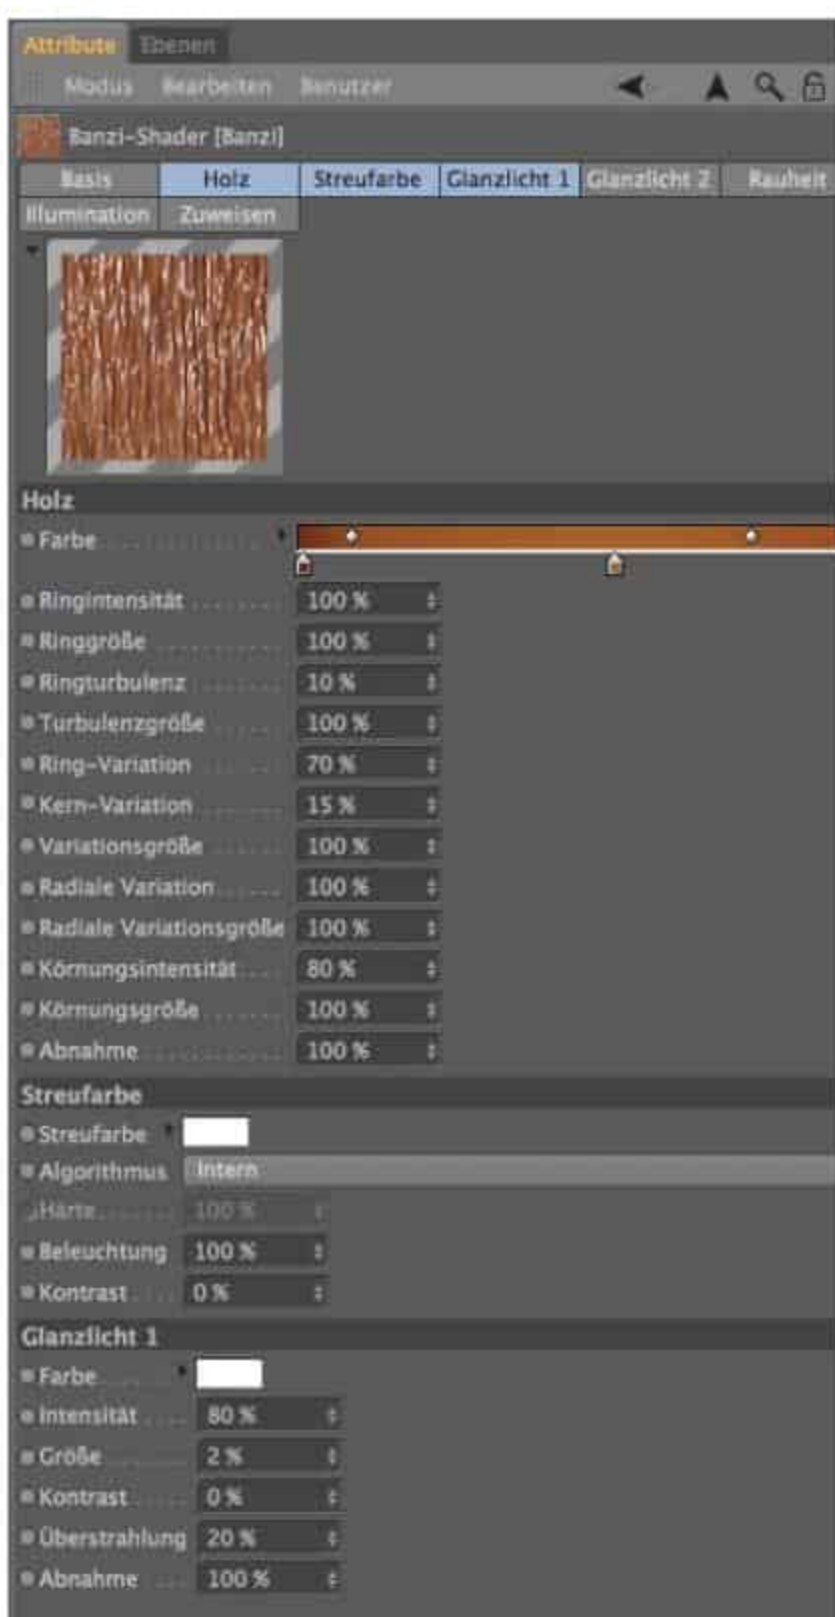 Attribute Ebenen
Modus Bearbeiten Benutzer
Banzi-Shader [Banzi]
Basis Holz Streufarbe Glanzlicht 1 Glanzlicht 2 Rauheit
Illumination Zuweisen
Holz
Farbe
Ringintensität 100 %
Ringgröße 100 %
Ringturbulenz 10 %
Turbulenzgröße 100 %
Ring-Variation 70 %
Kern-Variation 15 %
Variationsgröße 100 %
Radiale Variation 100 %
Radiale Variationsgröße 100 %
Körnungsintensität 80 %
Körnungsgröße 100 %
Abnahme 100 %
Streufarbe
Streufarbe
Algorithmus Intern
Härte 100 %
Beleuchtung 100 %
Kontrast 0 %
Glanzlicht 1
Farbe
Intensität 80 %
Größe 2 %
Kontrast 0 %
Überstrahlung 20 %
Abnahme 100 %